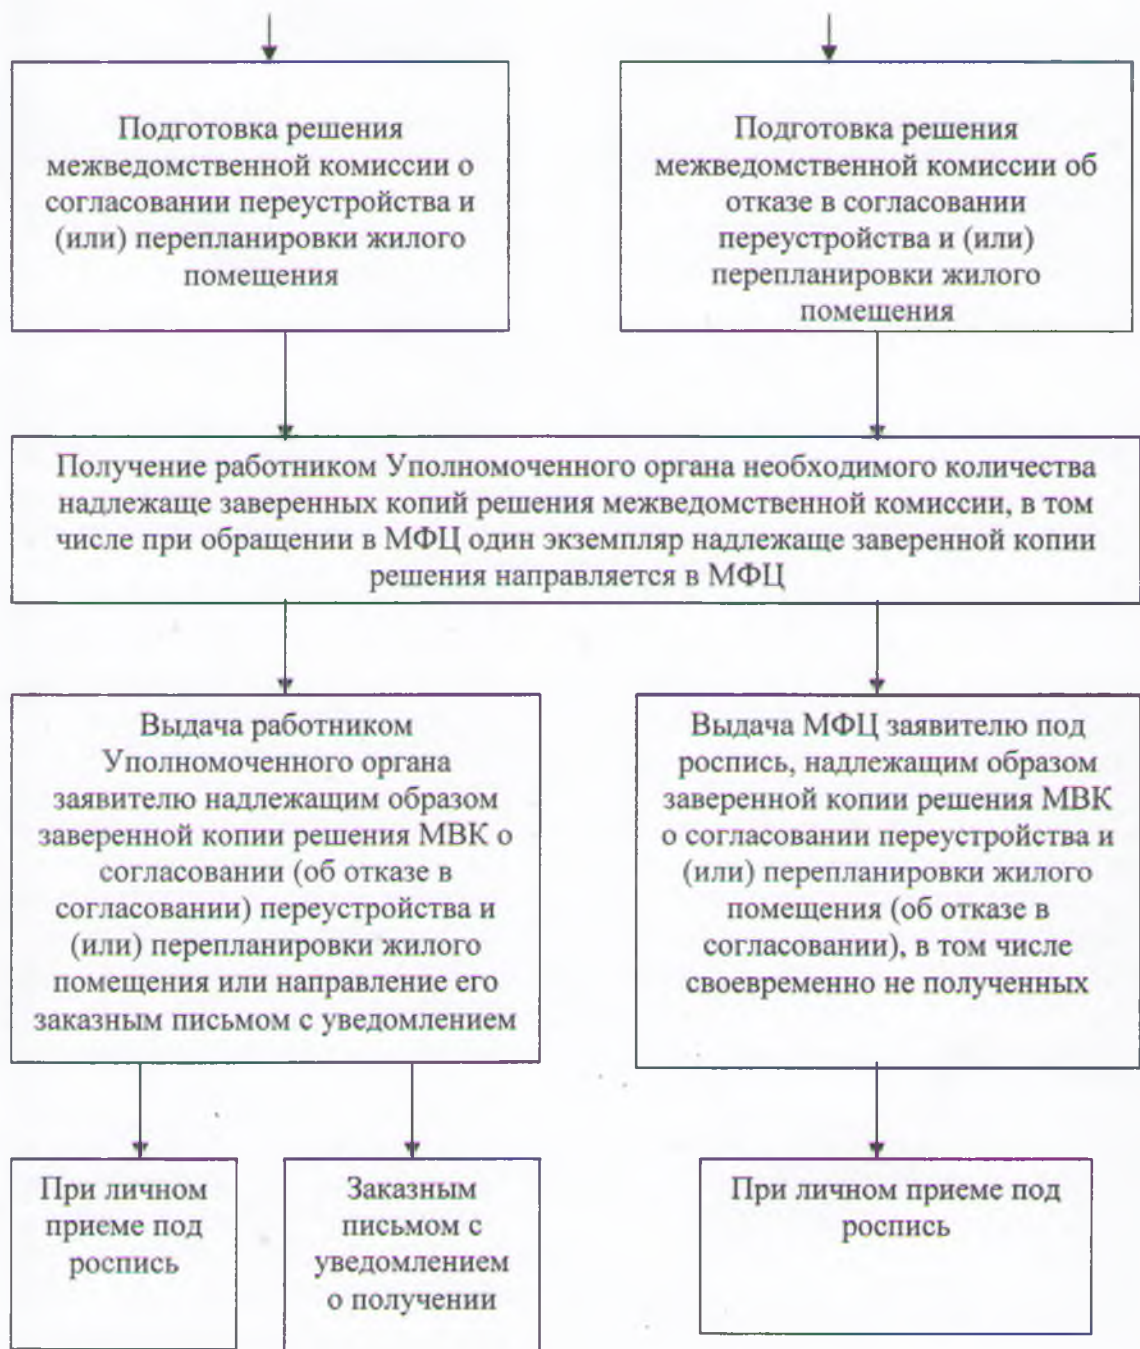 Подготовка решения
межведомственной комиссии о
согласовании переустройства и
(или) перепланировки жилого
помещения
Подготовка решения
межведомственной комиссии об
отказе в согласовании
переустройства и (или)
перепланировки жилого
помещения
Получение работником Уполномоченного органа необходимого количества
надлежаще заверенных копий решения межведомственной комиссии, в том
числе при обращении в МФЦ один экземпляр надлежаще заверенной копии
решения направляется в МФЦ
Выдача работником
Уполномоченного органа
заявителю надлежащим образом
заверенной копии решения МВК о
согласовании (об отказе в
согласовании) переустройства и
(или) перепланировки жилого
помещения или направление его
заказным письмом с уведомлением
Выдача МФЦ заявителю под
роспись, надлежащим образом
заверенной копии решения МВК
о согласовании переустройства и
(или) перепланировки жилого
помещения (об отказе в
согласовании), в том числе
своевременно не полученных
При личном
приеме под
роспись
Заказным
письмом с
уведомлением
о получении
При личном приеме под
роспись